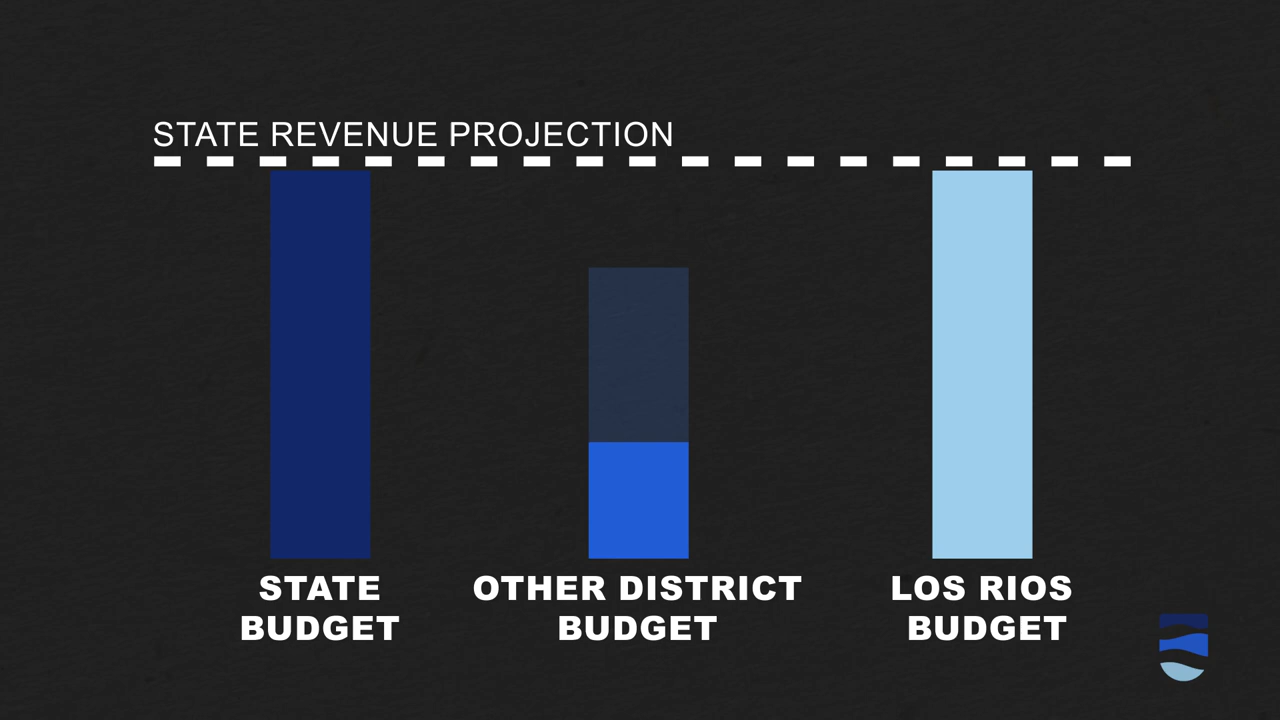 STATE REVENUE PROJECTION
STATE
BUDGET
OTHER DISTRICT
BUDGET
LOS RIOS
BUDGET